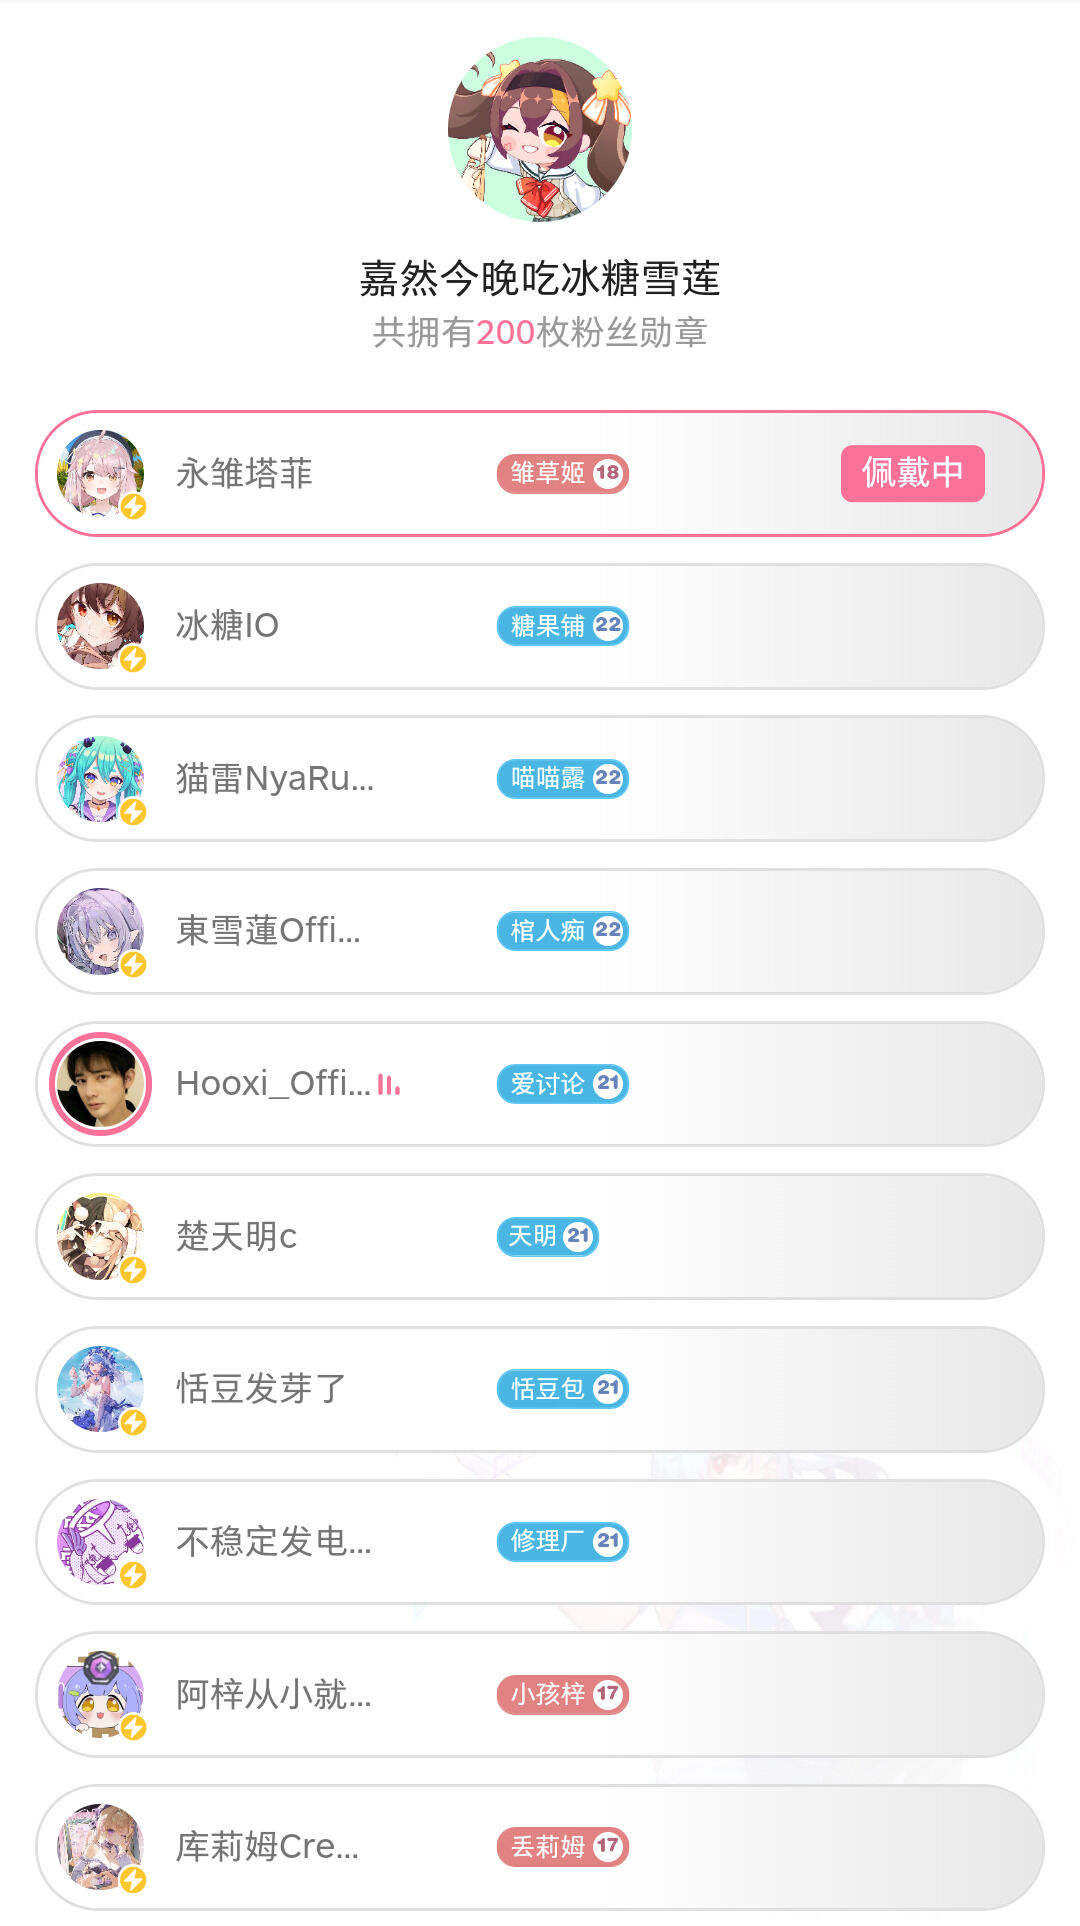 嘉然今晚吃冰糖雪莲
共拥有200枚粉丝勋章
永雏塔菲 雏草姬 18 佩戴中
冰糖IO 糖果铺 22
猫雷NyaRu... 喵喵露 22
東雪蓮Offi... 棺人痴 22
Hooxi_Offi... 爱讨论 21
楚天明c 天明 21
恬豆发芽了 恬豆包 21
不稳定发电... 修理厂 21
阿梓从小就... 小孩梓 17
库莉姆Cre... 丢莉姆 17